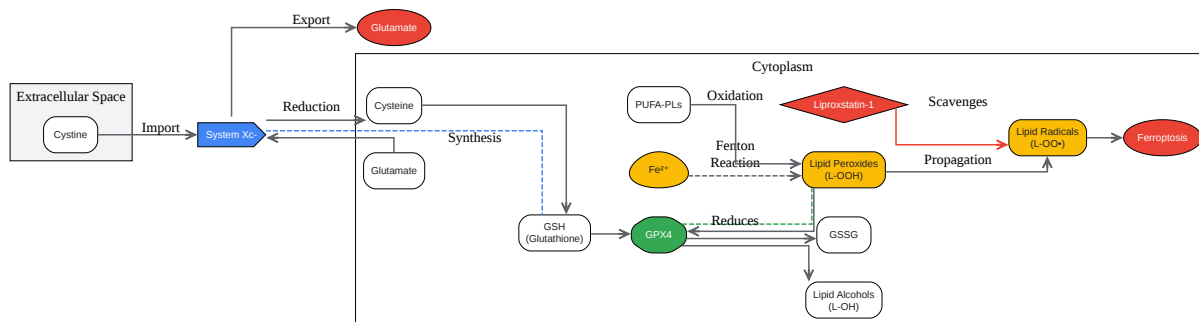 Export
Glutamate
Cytoplasm
Extracellular Space
Cystine
Import
System Xc-
Reduction
Cysteine
Synthesis
Glutamate
PUFA-PLs
Oxidation
Liproxstatin-1
Scavenges
Lipid Radicals
(L-OO•)
Ferroptosis
Fenton
Reaction
Fe²⁺
Lipid Peroxides
(L-OOH)
Propagation
GSH
(Glutathione)
GPX4
Reduces
GSSG
Lipid Alcohols
(L-OH)